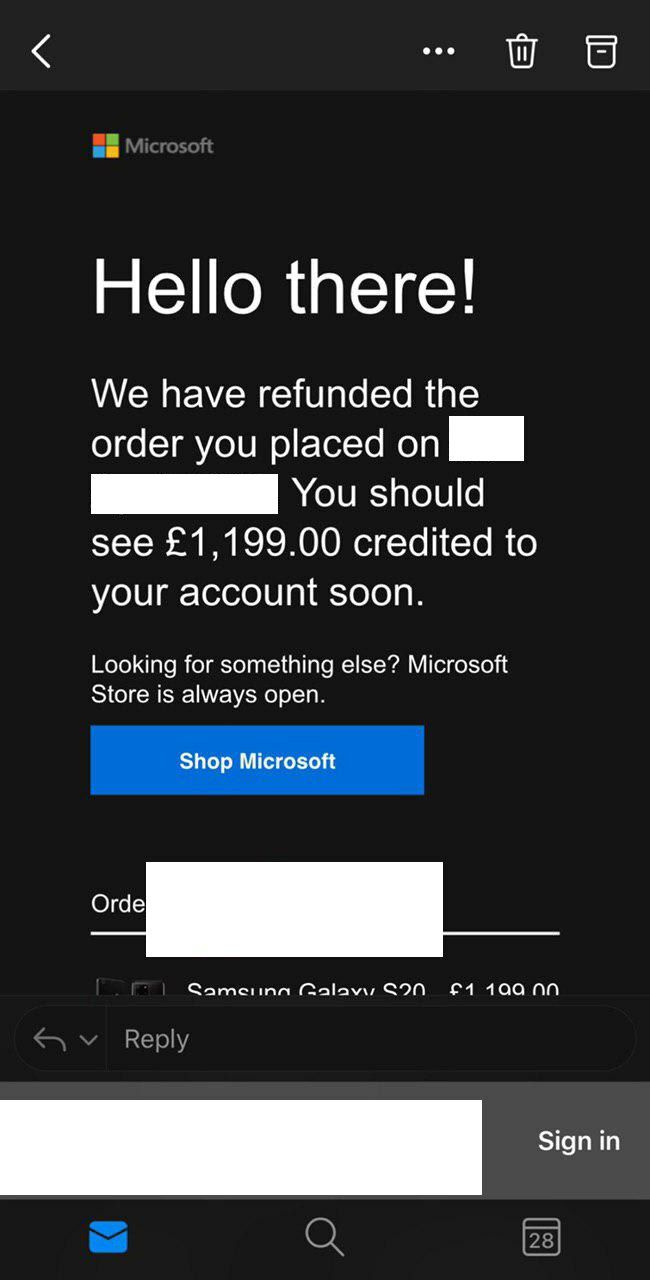 Microsoft
Hello there!
We have refunded the
order you placed on
You should
see £1,199.00 credited to
your account soon.
Looking for something else? Microsoft
Store is always open.
Shop Microsoft
Orde
Samsung Galaxy S20 £1,199.00
Reply
Sign in
28